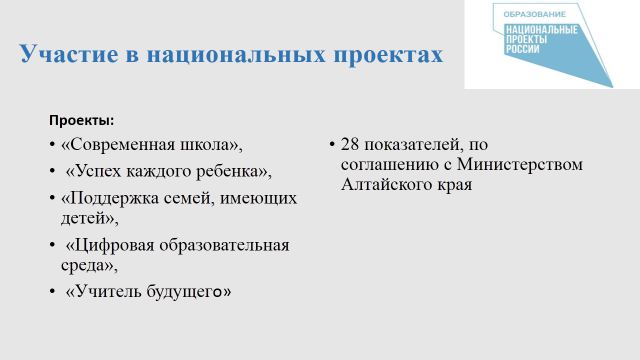 ОБРАЗОВАНИЕ
НАЦИОНАЛЬНЫЕ
ПРОЕКТЫ
РОССИИ
Участие в национальных проектах
Проекты:
• «Современная школа»,
• «Успех каждого ребенка»,
• «Поддержка семей, имеющих
детей»,
• «Цифровая образовательная
среда»,
• «Учитель будущего»
• 28 показателей, по
соглашению с Министерством
Алтайского края